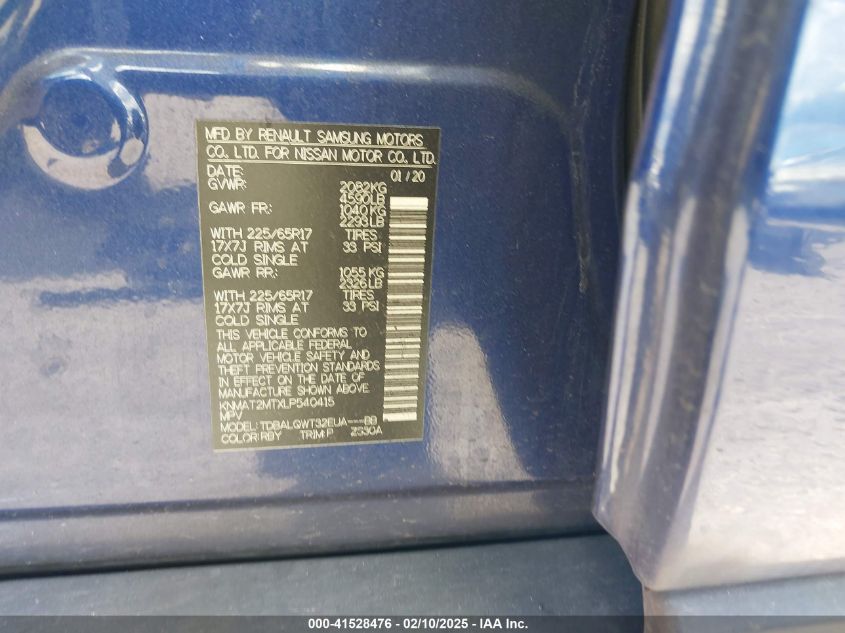 MFD BY RENAULT SAMSUNG MOTORS
CO., LTD. FOR NISSAN MOTOR CO., LTD.
DATE: 01/20
GVWR: 2082KG
4590LB
GAWR FR: 1040KG
2293LB
WITH 225/65R17 TIRES
17X7J RIMS AT 33 PSI
COLD SINGLE
GAWR RR: 1055KG
2326LB
WITH 225/65R17 TIRES
17X7J RIMS AT 33 PSI
COLD SINGLE
THIS VEHICLE CONFORMS TO
ALL APPLICABLE FEDERAL
MOTOR VEHICLE SAFETY AND
THEFT PREVENTION STANDARDS
IN EFFECT ON THE DATE OF
MANUFACTURE SHOWN ABOVE.
KNMAT2MTXLP540415
MPV
MODEL: TDBALQWT32EUA----BB
COLOR:RBY TRIM:P ZS30A
000-41528476 - 02/10/2025 - IAA Inc.